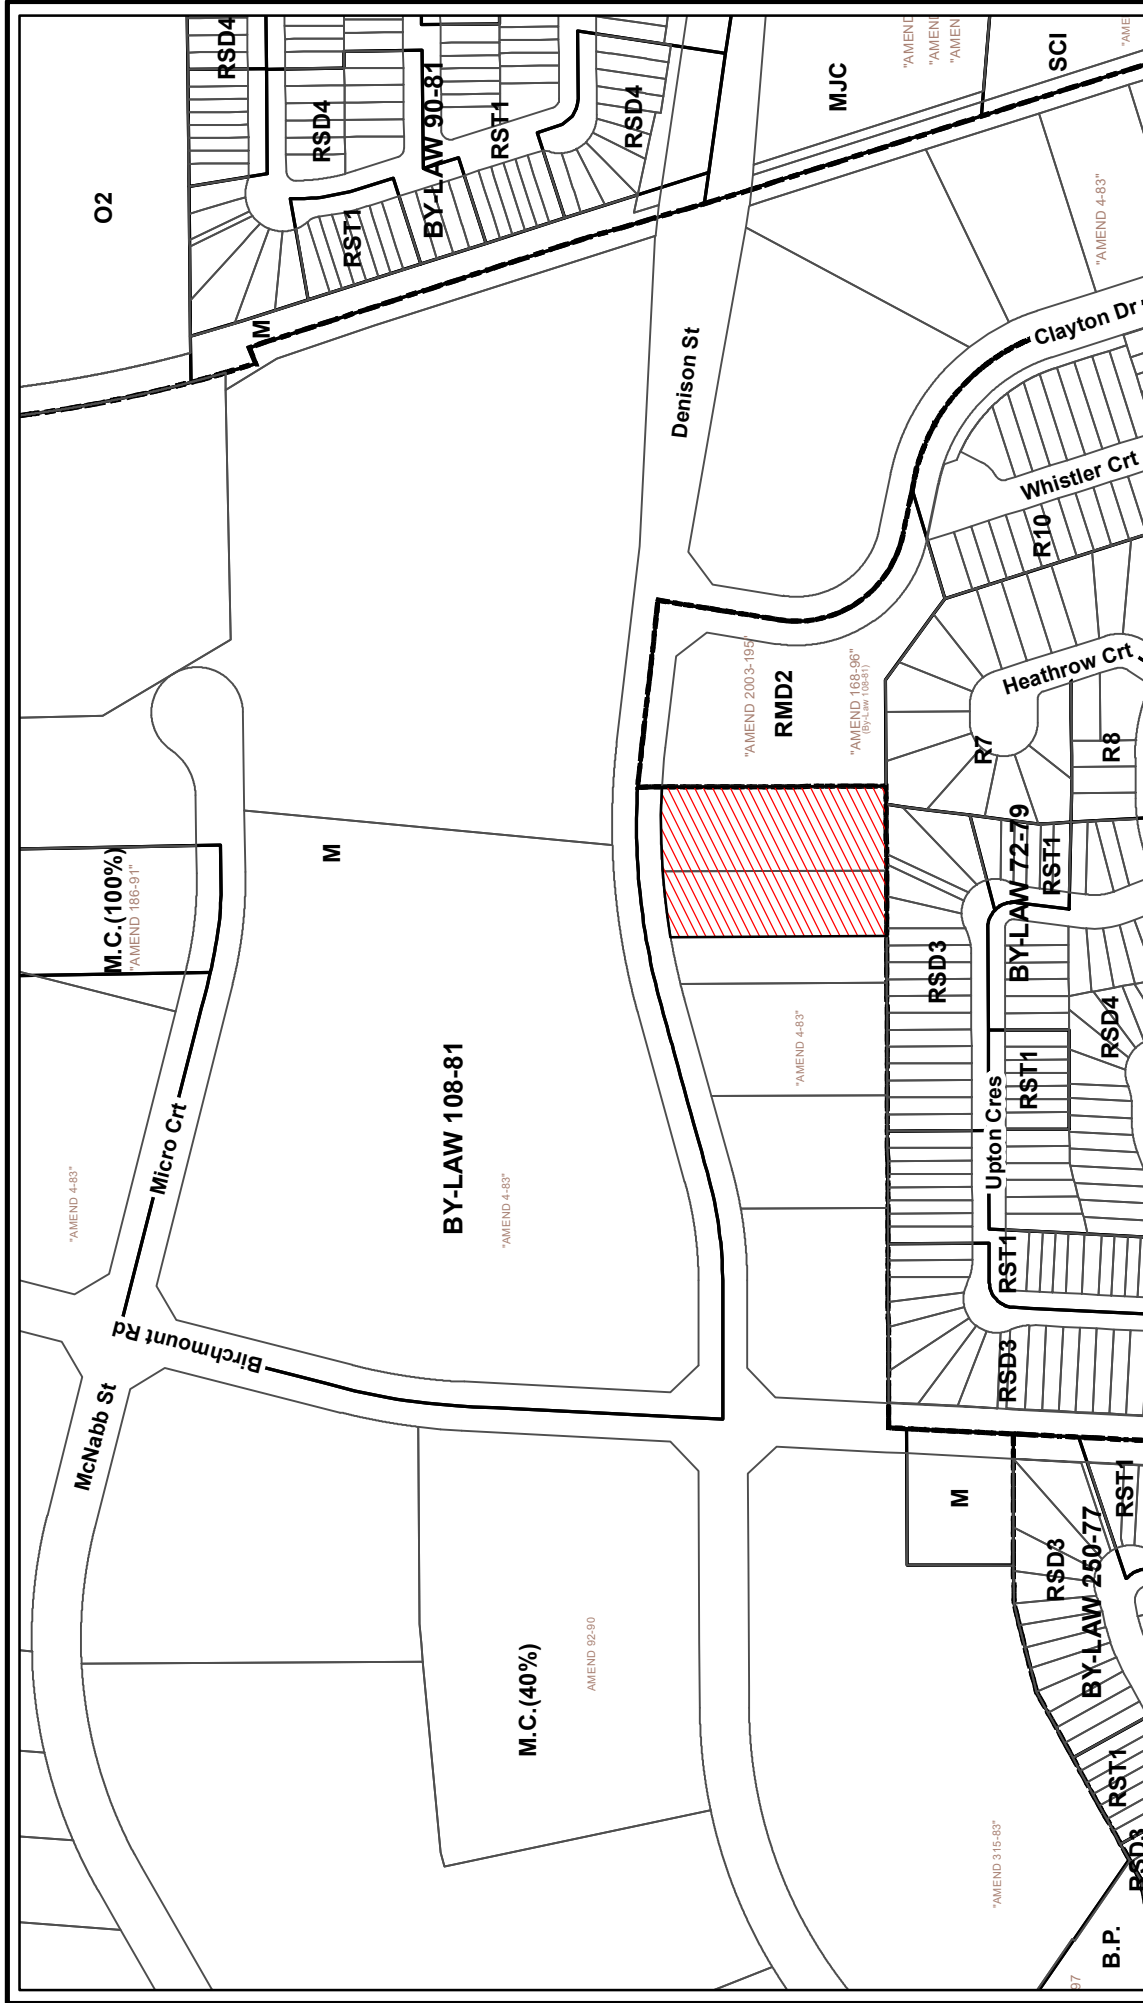 O2
RSD4
RSD4
BY-LAW 90-81
RST1
RSD4
RST1
M
MJC
SCI
"AMEND
"AMEND
"AMEN
"AME
"AMEND 4-83"
Clayton Dr
Denison St
Whistler Crt
R10
Heathrow Crt
R7
R8
"AMEND 2003-195"
RMD2
"AMEND 168-96"
(By-Law 108-81)
M.C.(100%)
"AMEND 186-91"
M
BY-LAW 72-79
RST1
RSD3
RSD4
RST1
Upton Cres
"AMEND 4-83"
BY-LAW 108-81
"AMEND 4-83"
"AMEND 4-83"
Micro Crt
Birchmount Rd
McNabb St
RST1
RSD3
M
RST1
RSD3
BY-LAW 250-77
M.C.(40%)
AMEND 92-90
"AMEND 315-83"
RST1
RSD3
B.P.
97